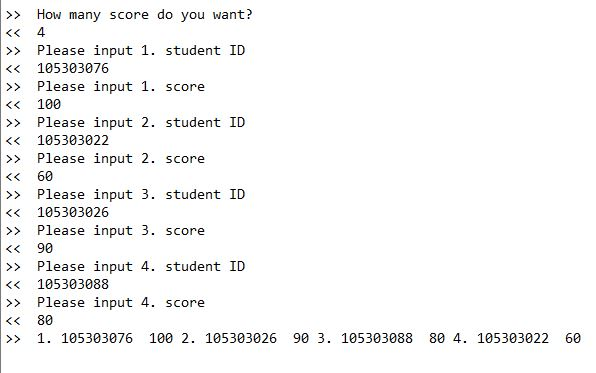 >> How many score do you want?
<< 4
>> Please input 1. student ID
<< 105303076
>> Please input 1. score
<< 100
>> Please input 2. student ID
<< 105303022
>> Please input 2. score
<< 60
>> Please input 3. student ID
<< 105303026
>> Please input 3. score
<< 90
>> Please input 4. student ID
<< 105303088
>> Please input 4. score
<< 80
>> 1. 105303076  100 2. 105303026  90 3. 105303088  80 4. 105303022  60